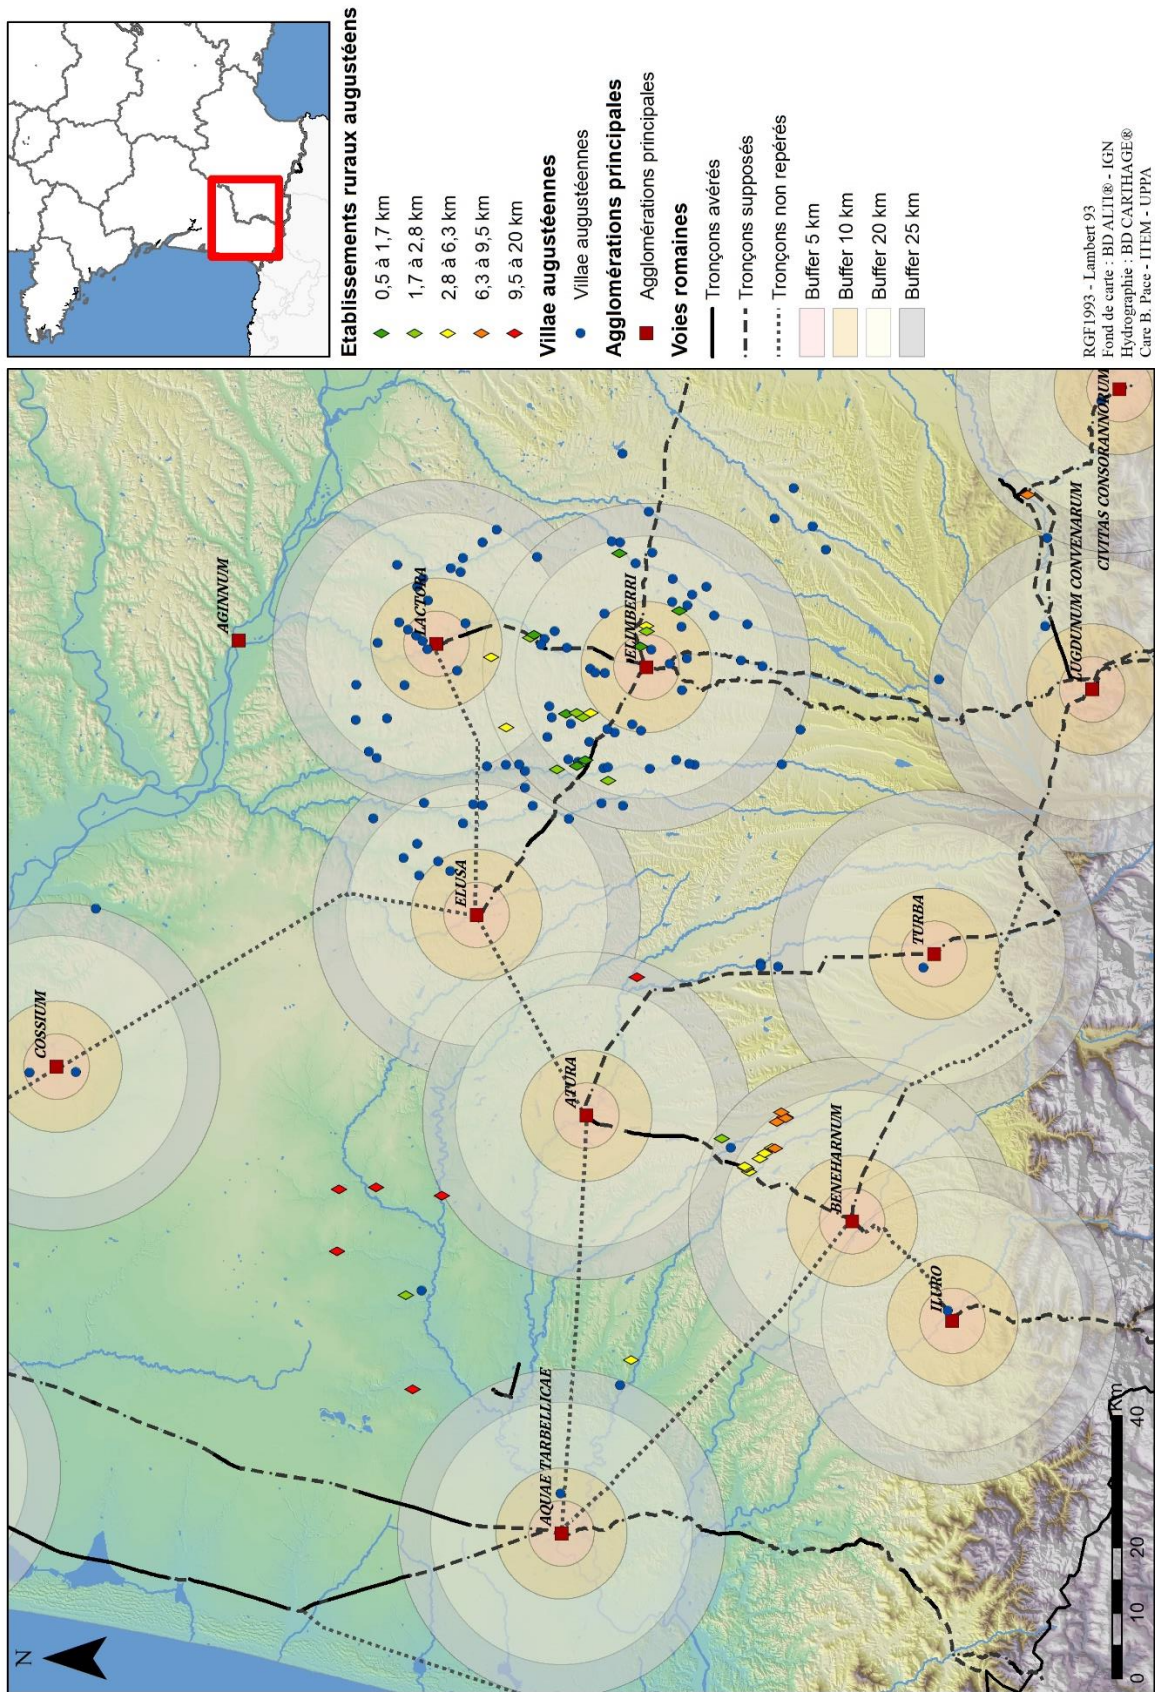 N
COSSIUM
AGINNUM
LACTORA
ELUSA
ATURA
AQUAE TARBELLICAE
ELIMBERRI
BENEHARNUM
TURBA
ILURO
LUGDUNUM CONVENARUM
CIVITAS CONSORANNORUM
0 10 20 40
Km
Etablissements ruraux augustéens
0,5 à 1,7 km
1,7 à 2,8 km
2,8 à 6,3 km
6,3 à 9,5 km
9,5 à 20 km
Villae augustéennes
Villae augustéennes
Agglomérations principales
Agglomérations principales
Voies romaines
Tronçons avérés
Tronçons supposés
Tronçons non repérés
Buffer 5 km
Buffer 10 km
Buffer 20 km
Buffer 25 km
RGF1993 - Lambert 93
Fond de carte : BD ALTI® - IGN
Hydrographie : BD CARTHAGE®
Carte B. Pace - ITEM - UPPA